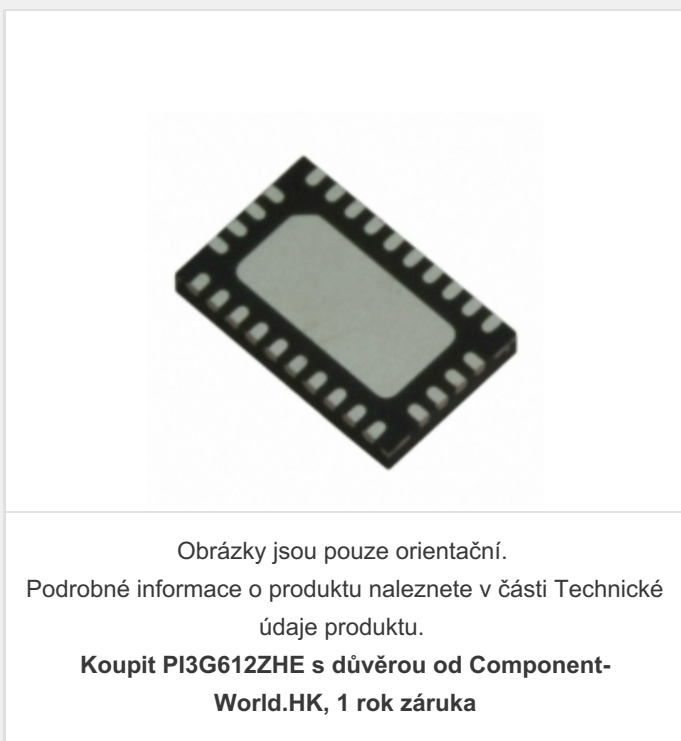 Obrázky jsou pouze orientační.
Podrobné informace o produktu naleznete v části Technické
údaje produktu.
Koupit PI3G612ZHE s důvěrou od Component-
World.HK, 1 rok záruka